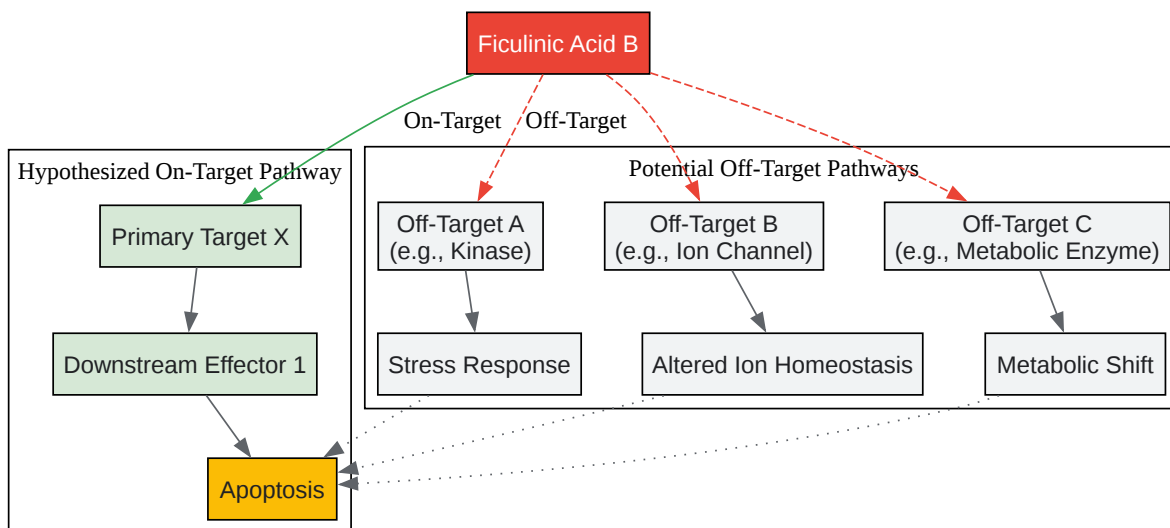 Ficulinic Acid B
On-Target
Off-Target
Hypothesized On-Target Pathway
Potential Off-Target Pathways
Primary Target X
Off-Target A
(e.g., Kinase)
Off-Target B
(e.g., Ion Channel)
Off-Target C
(e.g., Metabolic Enzyme)
Downstream Effector 1
Stress Response
Altered Ion Homeostasis
Metabolic Shift
Apoptosis